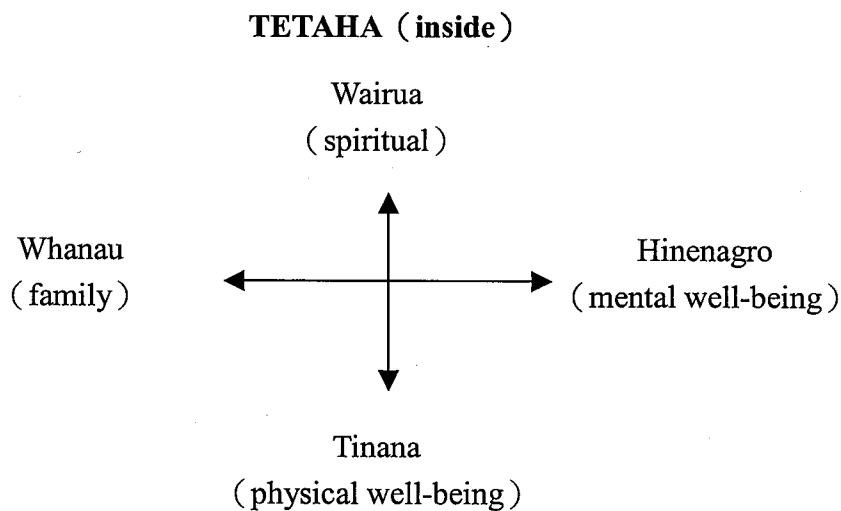 TETAHA (inside)
Wairua
(spiritual)
Whanau
(family)
Hinenagro
(mental well-being)
Tinana
(physical well-being)